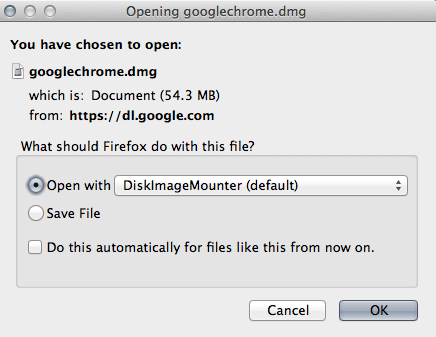 Opening googlechrome.dmg
You have chosen to open:
googlechrome.dmg
which is: Document (54.3 MB)
from: https://dl.google.com
What should Firefox do with this file?
Open with DiskImageMounter (default)
Save File
Do this automatically for files like this from now on.
Cancel OK